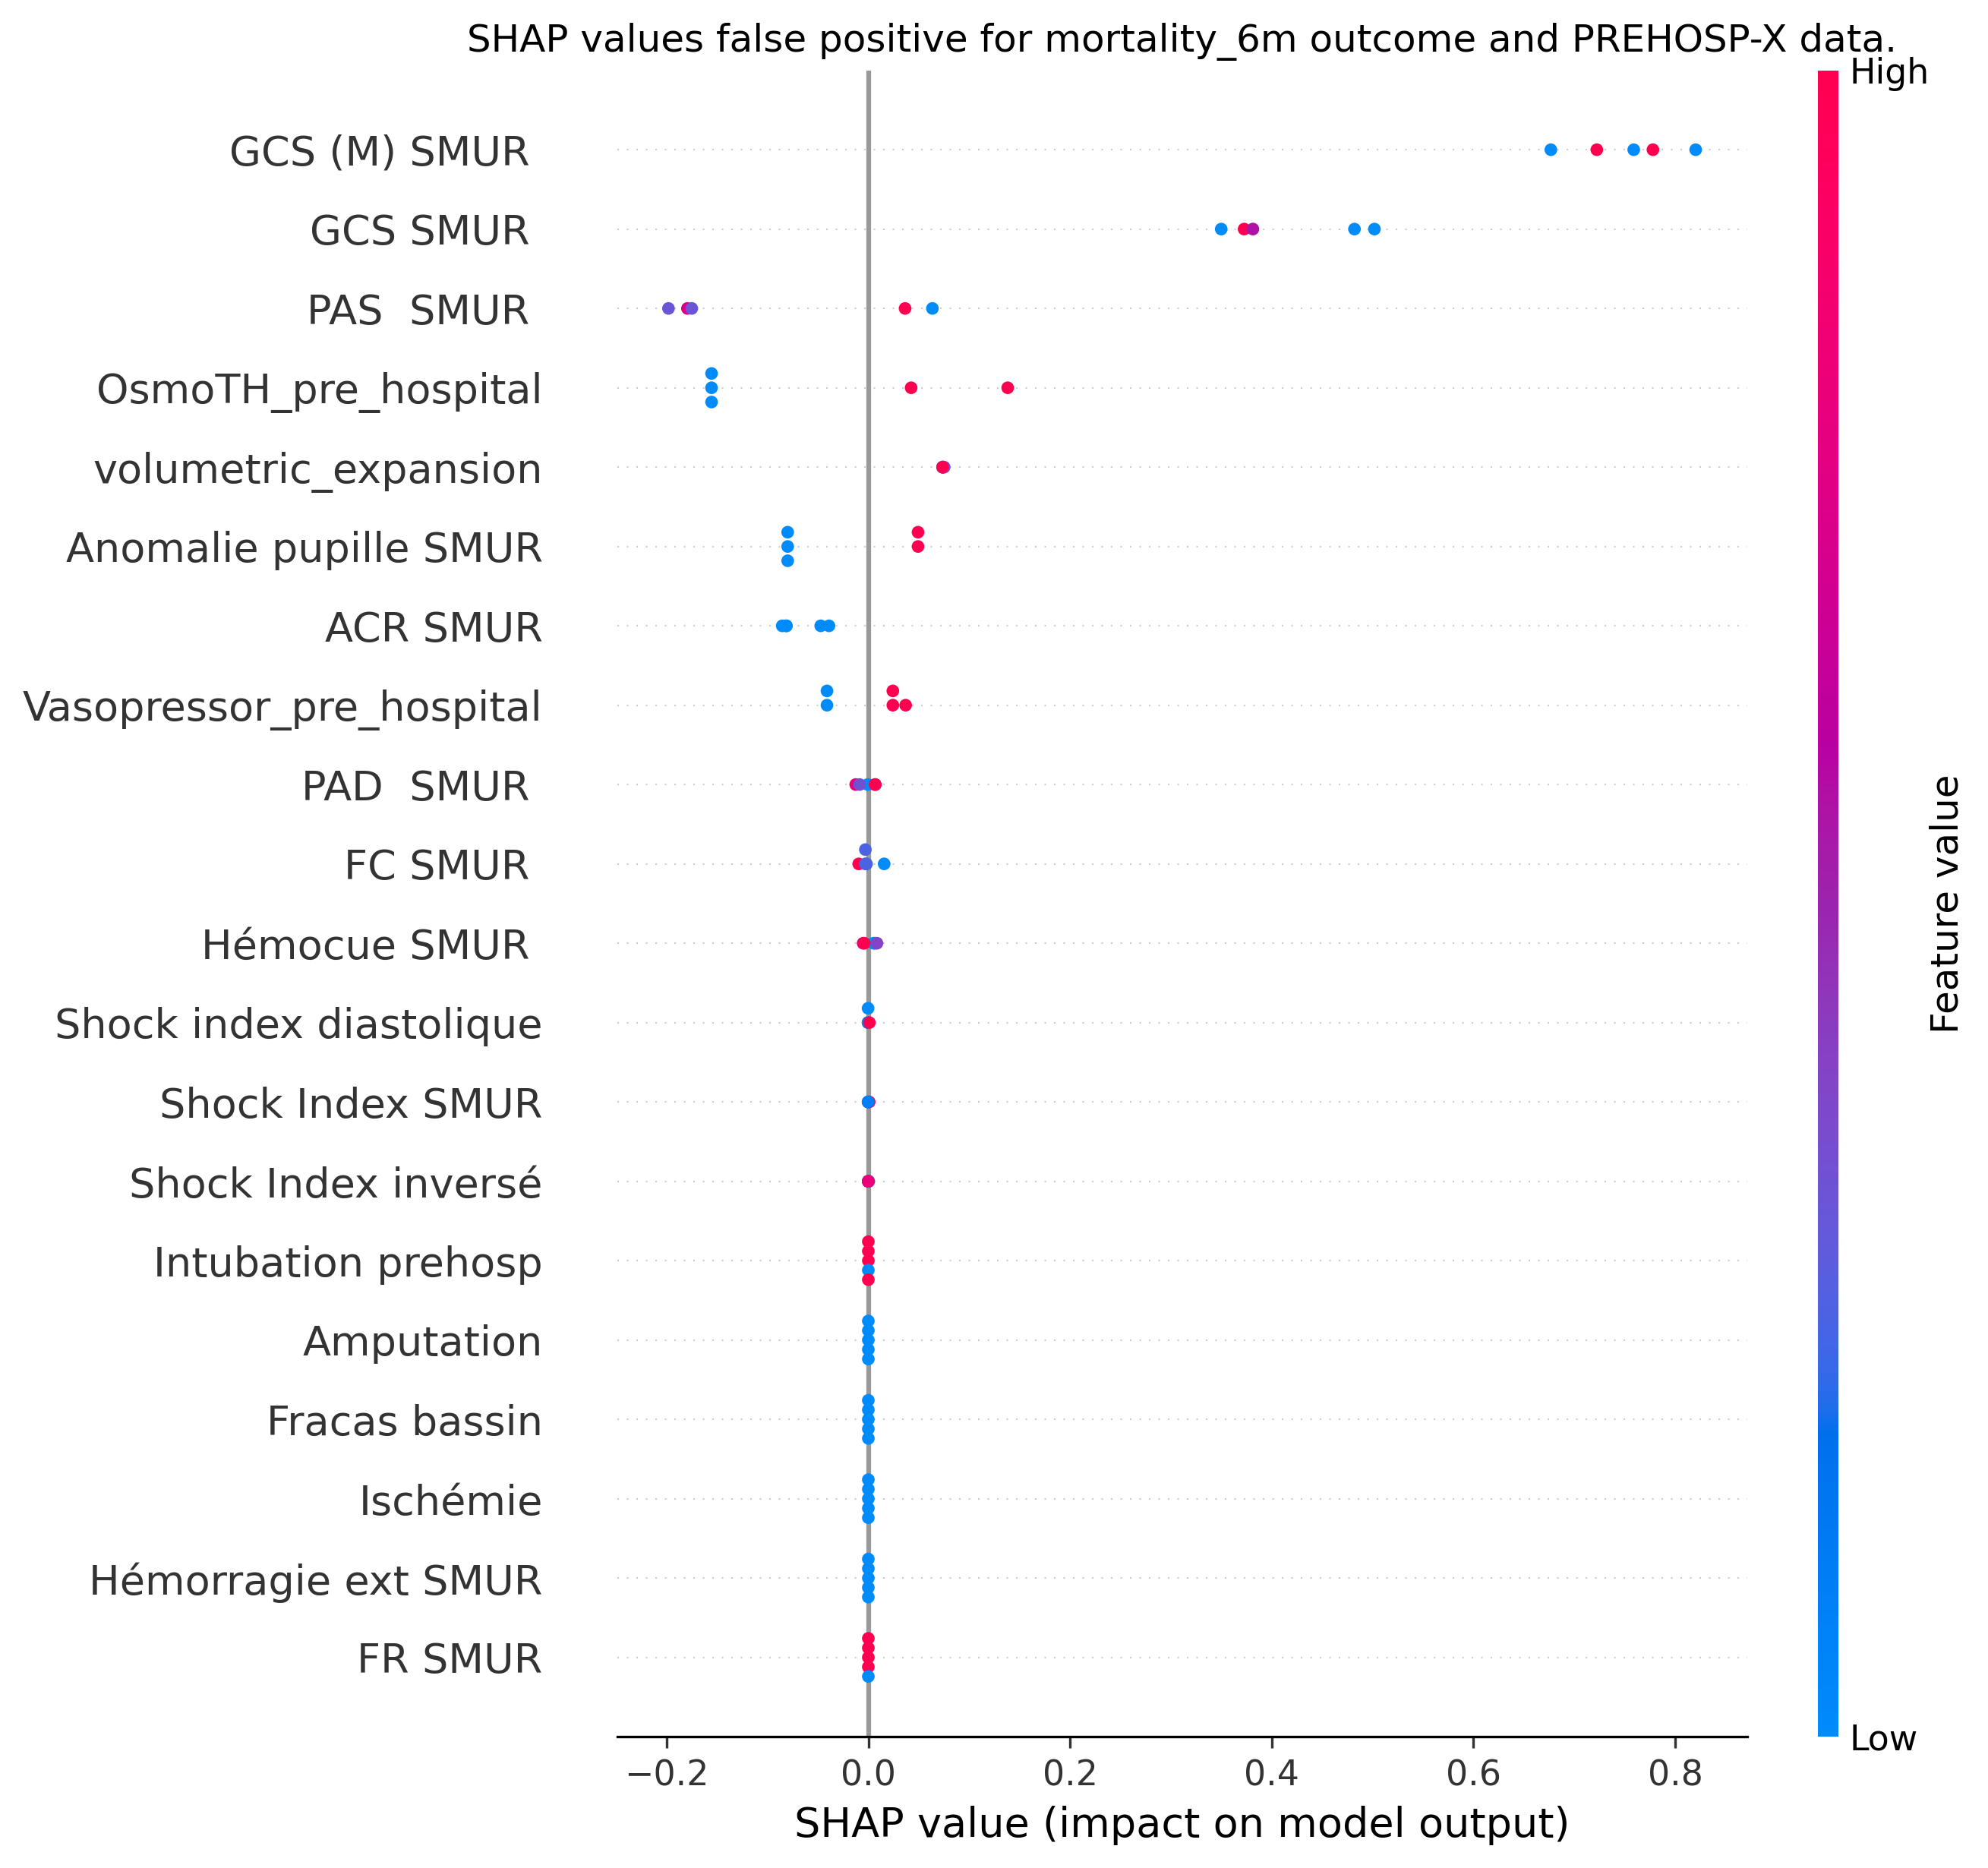 SHAP values false positive for mortality_6m outcome and PREHOSP-X data.
High
GCS (M) SMUR
GCS SMUR
PAS  SMUR
OsmoTH_pre_hospital
volumetric_expansion
Anomalie pupille SMUR
ACR SMUR
Vasopressor_pre_hospital
PAD  SMUR
FC SMUR
Hémocue SMUR
Shock index diastolique
Shock Index SMUR
Shock Index inversé
Intubation prehosp
Amputation
Fracas bassin
Ischémie
Hémorragie ext SMUR
FR SMUR
Feature value
Low
−0.2 0.0 0.2 0.4 0.6 0.8
SHAP value (impact on model output)